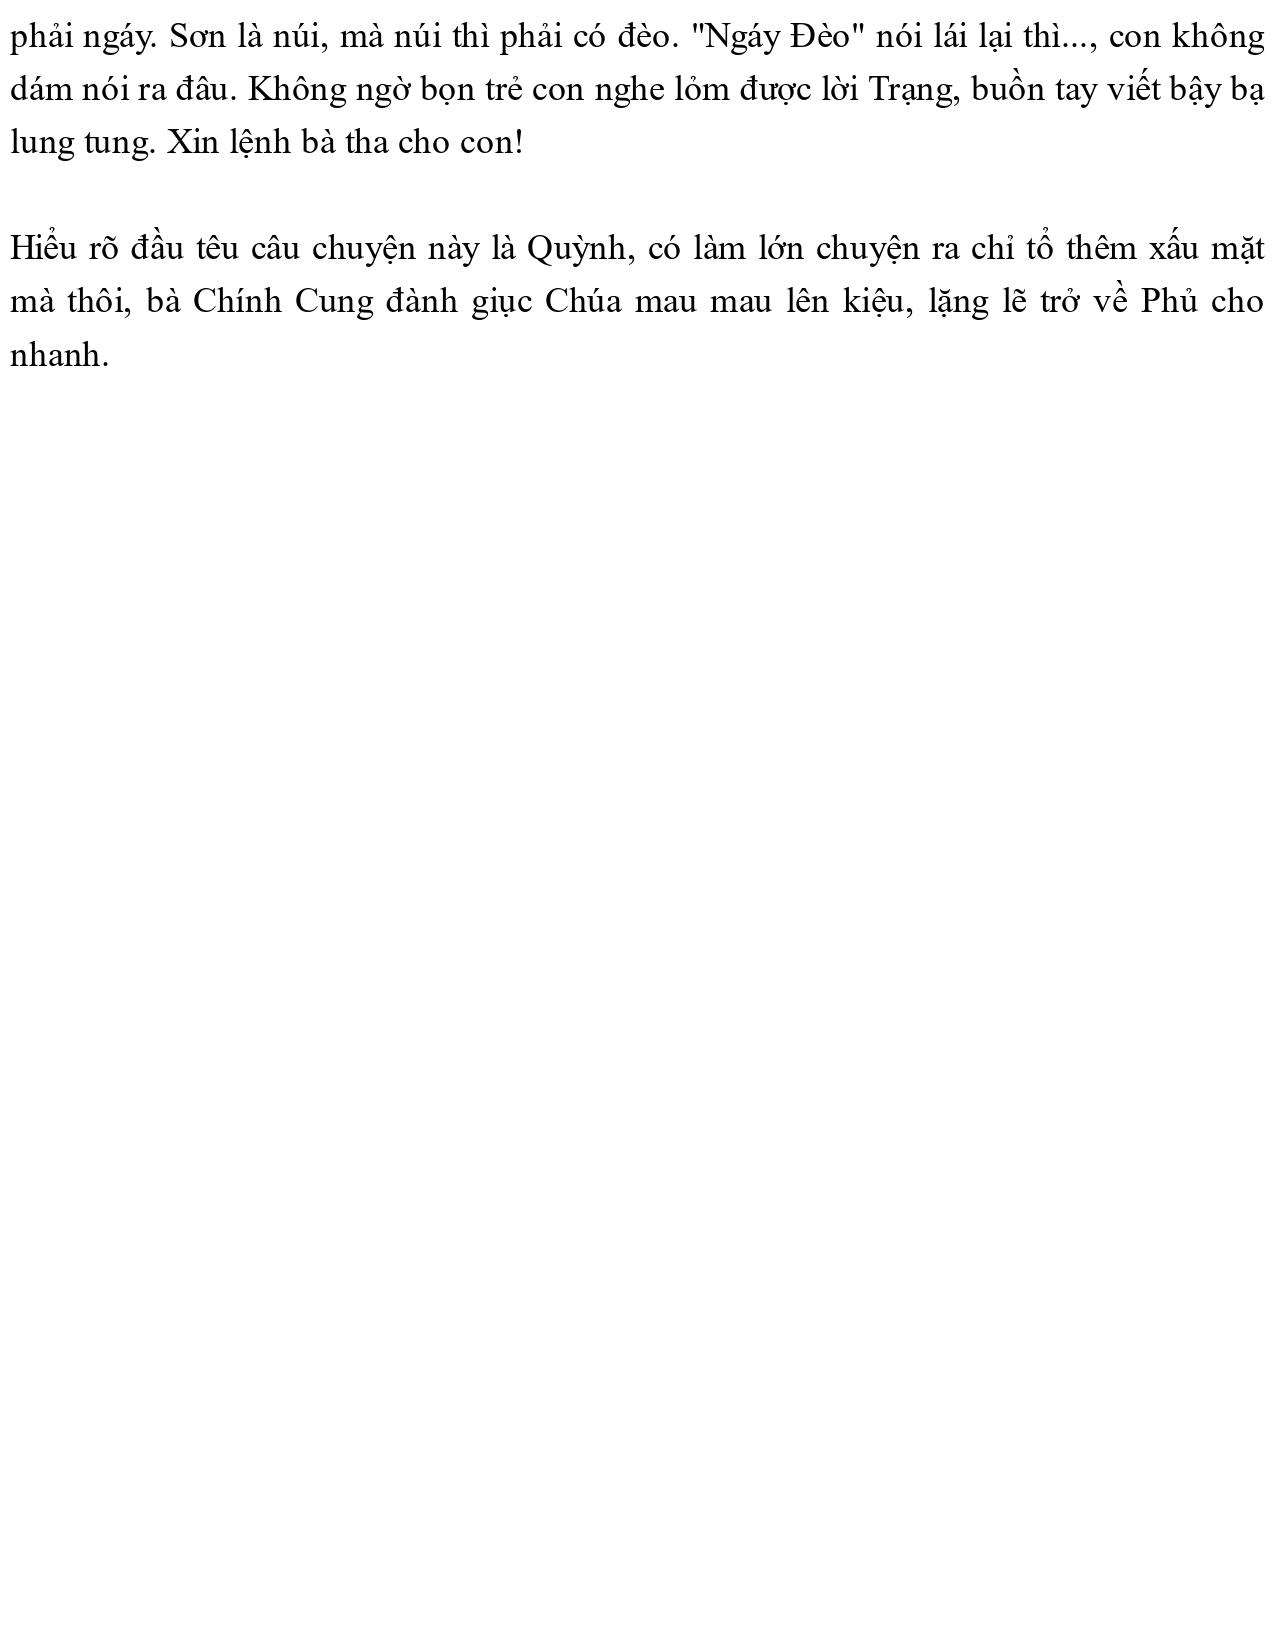 phải ngáy. Sơn là núi, mà núi thì phải có đèo. "Ngáy Đèo" nói lái lại thì..., con không
dám nói ra đâu. Không ngờ bọn trẻ con nghe lỏm được lời Trạng, buồn tay viết bậy bạ
lung tung. Xin lệnh bà tha cho con!
Hiểu rõ đầu têu câu chuyện này là Quỳnh, có làm lớn chuyện ra chỉ tổ thêm xấu mặt
mà thôi, bà Chính Cung đành giục Chúa mau mau lên kiệu, lặng lẽ trở về Phủ cho
nhanh.